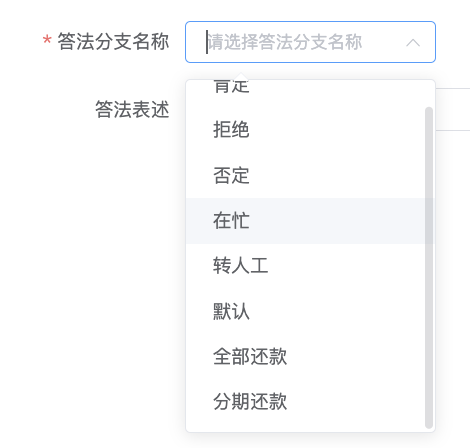 * 答法分支名称
请选择答法分支名称
答法表述
肯定
拒绝
否定
在忙
转人工
默认
全部还款
分期还款